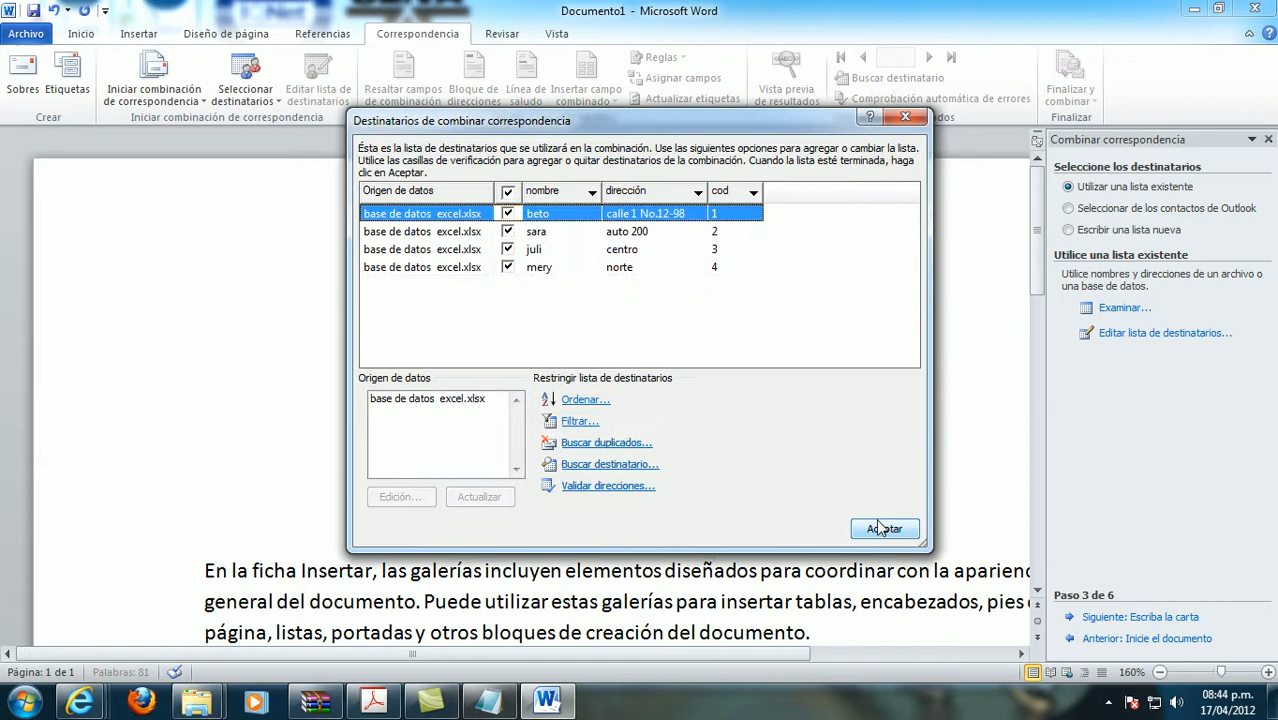 Documento1 - Microsoft Word
Archivo Inicio Insertar Diseño de página Referencias Correspondencia Revisar Vista
Sobres Etiquetas
Crear
Iniciar combinación de correspondencia
Seleccionar destinatarios
Editar lista de destinatarios
Iniciar combinación de correspondencia
Resaltar campos de combinación
Bloque de direcciones
Línea de saludo
Insertar campo combinado
Reglas
Asignar campos
Actualizar etiquetas
Vista previa de resultados
Buscar destinatario
Comprobación automática de errores
Finalizar y combinar
Finalizar
Destinatarios de combinar correspondencia
Ésta es la lista de destinatarios que se utilizará en la combinación. Use las siguientes opciones para agregar o cambiar la lista.
Utilice las casillas de verificación para agregar o quitar destinatarios de la combinación. Cuando la lista esté terminada, haga
clic en Aceptar.
Origen de datos nombre dirección cod
base de datos excel.xlsx beto calle 1 No.12-98 1
base de datos excel.xlsx sara auto 200 2
base de datos excel.xlsx juli centro 3
base de datos excel.xlsx mery norte 4
Origen de datos
base de datos excel.xlsx
Edición... Actualizar
Restringir lista de destinatarios
Ordenar...
Filtrar...
Buscar duplicados...
Buscar destinatario...
Validar direcciones...
Aceptar
Combinar correspondencia
Seleccione los destinatarios
Utilizar una lista existente
Seleccionar de los contactos de Outlook
Escribir una lista nueva
Utilice una lista existente
Utilice nombres y direcciones de un archivo o
una base de datos.
Examinar...
Editar lista de destinatarios...
Paso 3 de 6
Siguiente: Escriba la carta
Anterior: Inicie el documento
En la ficha Insertar, las galerías incluyen elementos diseñados para coordinar con la
general del documento. Puede utilizar estas galerías para insertar tablas, encabezados, pies
página, listas, portadas y otros bloques de creación del documento.
Página: 1 de 1 Palabras: 81 160%
08:44 p.m.
17/04/2012